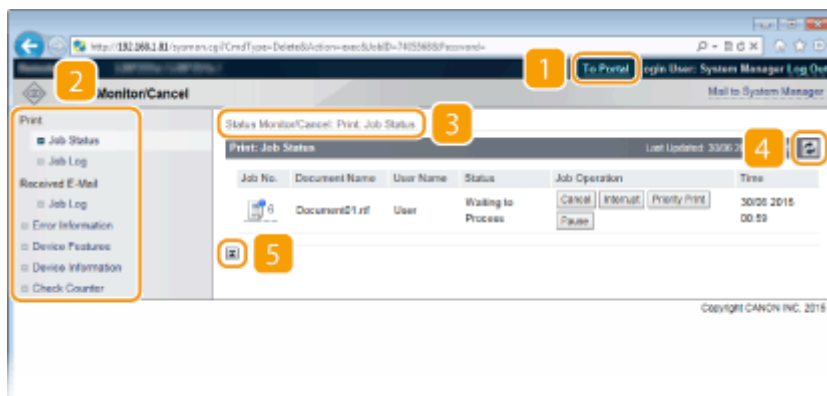 http://192.168.1.81/sysmon.cgi?CmdType=Delete&Action=exec&JobID=7405568&Password=
1
To Portal Login User: System Manager Log Out
2
Monitor/Cancel
Mail to System Manager
Print
Job Status
Job Log
Received E-Mail
Job Log
Error Information
Device Features
Device Information
Check Counter
Status Monitor/Cancel: Print: Job Status
3
4
Print: Job Status
Last Updated: 30/06
Job No. Document Name User Name Status Job Operation Time
6 Document01.rtf User Waiting to Process Cancel Interrupt Priority Print Pause 30/06 2015 00:59
5
Copyright CANON INC. 2015